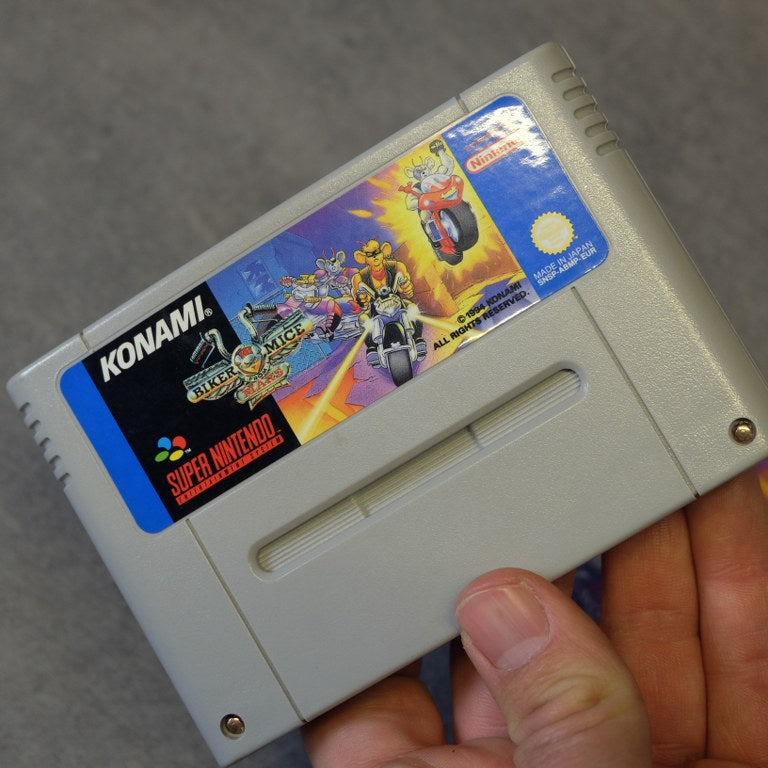 KONAMI®
BIKER MICE
FROM
MARS
SUPER NINTENDO™
ENTERTAINMENT SYSTEM
©1994 KONAMI
ALL RIGHTS RESERVED.
Nintendo
MADE IN JAPAN
SNSP-ABMP-EUR